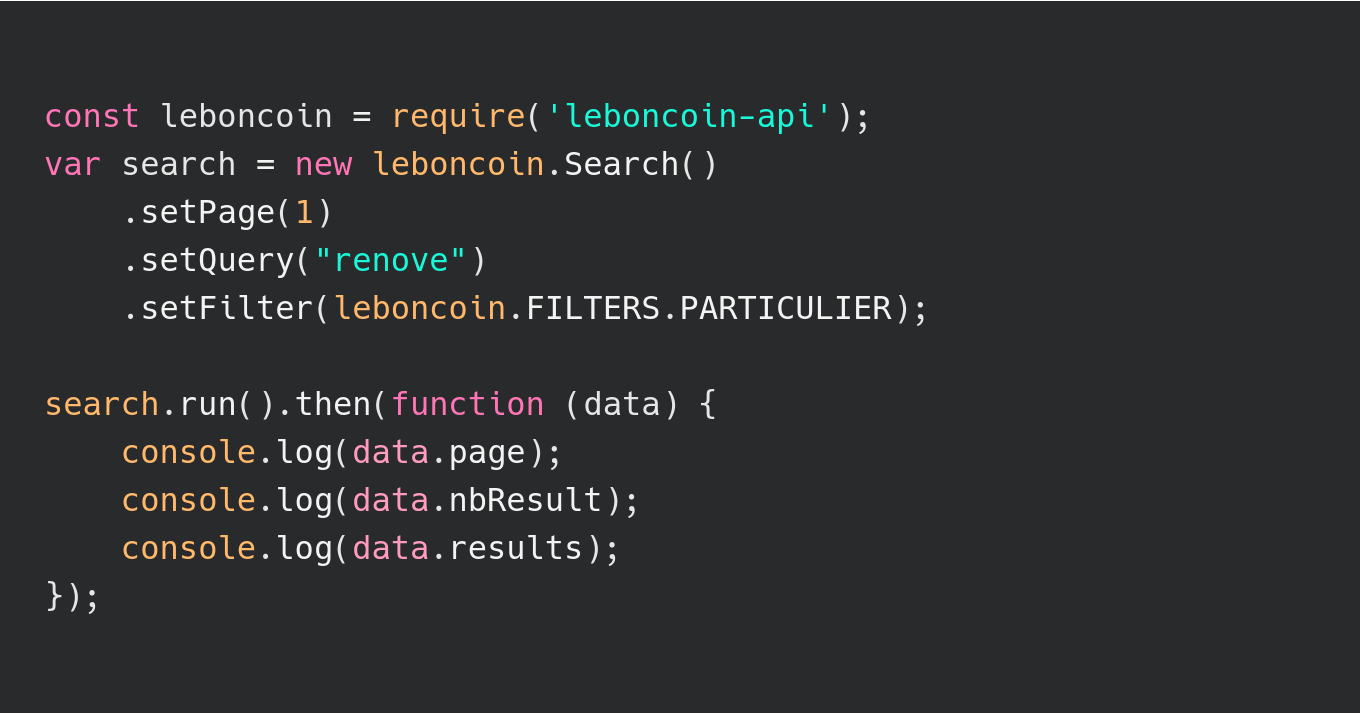 const leboncoin = require('leboncoin-api');
var search = new leboncoin.Search()
    .setPage(1)
    .setQuery("renove")
    .setFilter(leboncoin.FILTERS.PARTICULIER);

search.run().then(function (data) {
    console.log(data.page);
    console.log(data.nbResult);
    console.log(data.results);
});